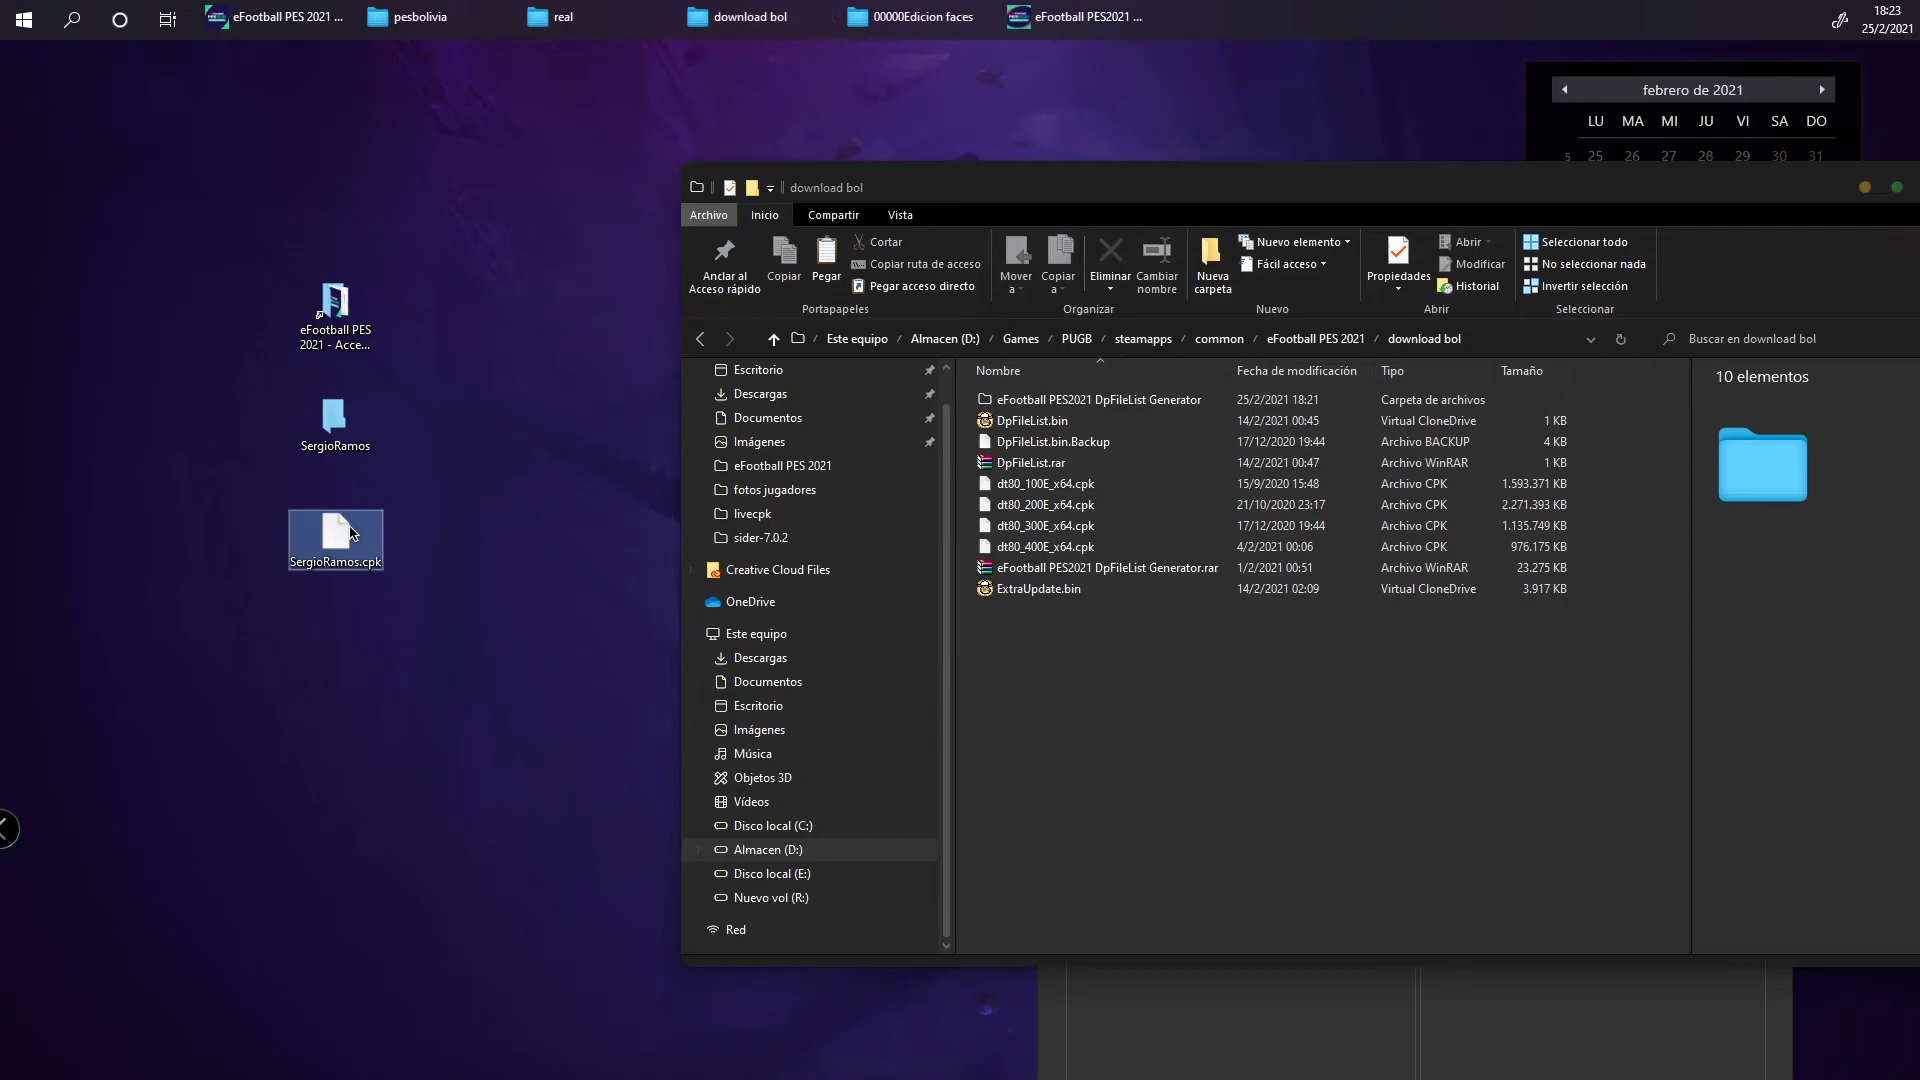 eFootball PES 2021 ...
pesbolivia
real
download bol
00000Edicion faces
eFootball PES2021 ...
18:23
25/2/2021
febrero de 2021
LU MA MI JU VI SA DO
5 25 26 27 28 29 30 31
eFootball PES
2021 - Acce...
SergioRamos
SergioRamos.cpk
download bol
Archivo Inicio Compartir Vista
Anclar al
Acceso rápido
Copiar
Pegar
Cortar
Copiar ruta de acceso
Pegar acceso directo
Portapapeles
Mover
a
Copiar
a
Eliminar
Cambiar
nombre
Organizar
Nueva
carpeta
Nuevo elemento
Fácil acceso
Nuevo
Propiedades
Abrir
Modificar
Historial
Abrir
Seleccionar todo
No seleccionar nada
Invertir selección
Seleccionar
Este equipo / Almacen (D:) / Games / PUGB / steamapps / common / eFootball PES 2021 / download bol
Buscar en download bol
Escritorio
Descargas
Documentos
Imágenes
eFootball PES 2021
fotos jugadores
livecpk
sider-7.0.2
Creative Cloud Files
OneDrive
Este equipo
Descargas
Documentos
Escritorio
Imágenes
Música
Objetos 3D
Vídeos
Disco local (C:)
Almacen (D:)
Disco local (E:)
Nuevo vol (R:)
Red
Nombre Fecha de modificación Tipo Tamaño
eFootball PES2021 DpFileList Generator 25/2/2021 18:21 Carpeta de archivos
DpFileList.bin 14/2/2021 00:45 Virtual CloneDrive 1 KB
DpFileList.bin.Backup 17/12/2020 19:44 Archivo BACKUP 4 KB
DpFileList.rar 14/2/2021 00:47 Archivo WinRAR 1 KB
dt80_100E_x64.cpk 15/9/2020 15:48 Archivo CPK 1.593.371 KB
dt80_200E_x64.cpk 21/10/2020 23:17 Archivo CPK 2.271.393 KB
dt80_300E_x64.cpk 17/12/2020 19:44 Archivo CPK 1.135.749 KB
dt80_400E_x64.cpk 4/2/2021 00:06 Archivo CPK 976.175 KB
eFootball PES2021 DpFileList Generator.rar 1/2/2021 00:51 Archivo WinRAR 23.275 KB
ExtraUpdate.bin 14/2/2021 02:09 Virtual CloneDrive 3.917 KB
10 elementos